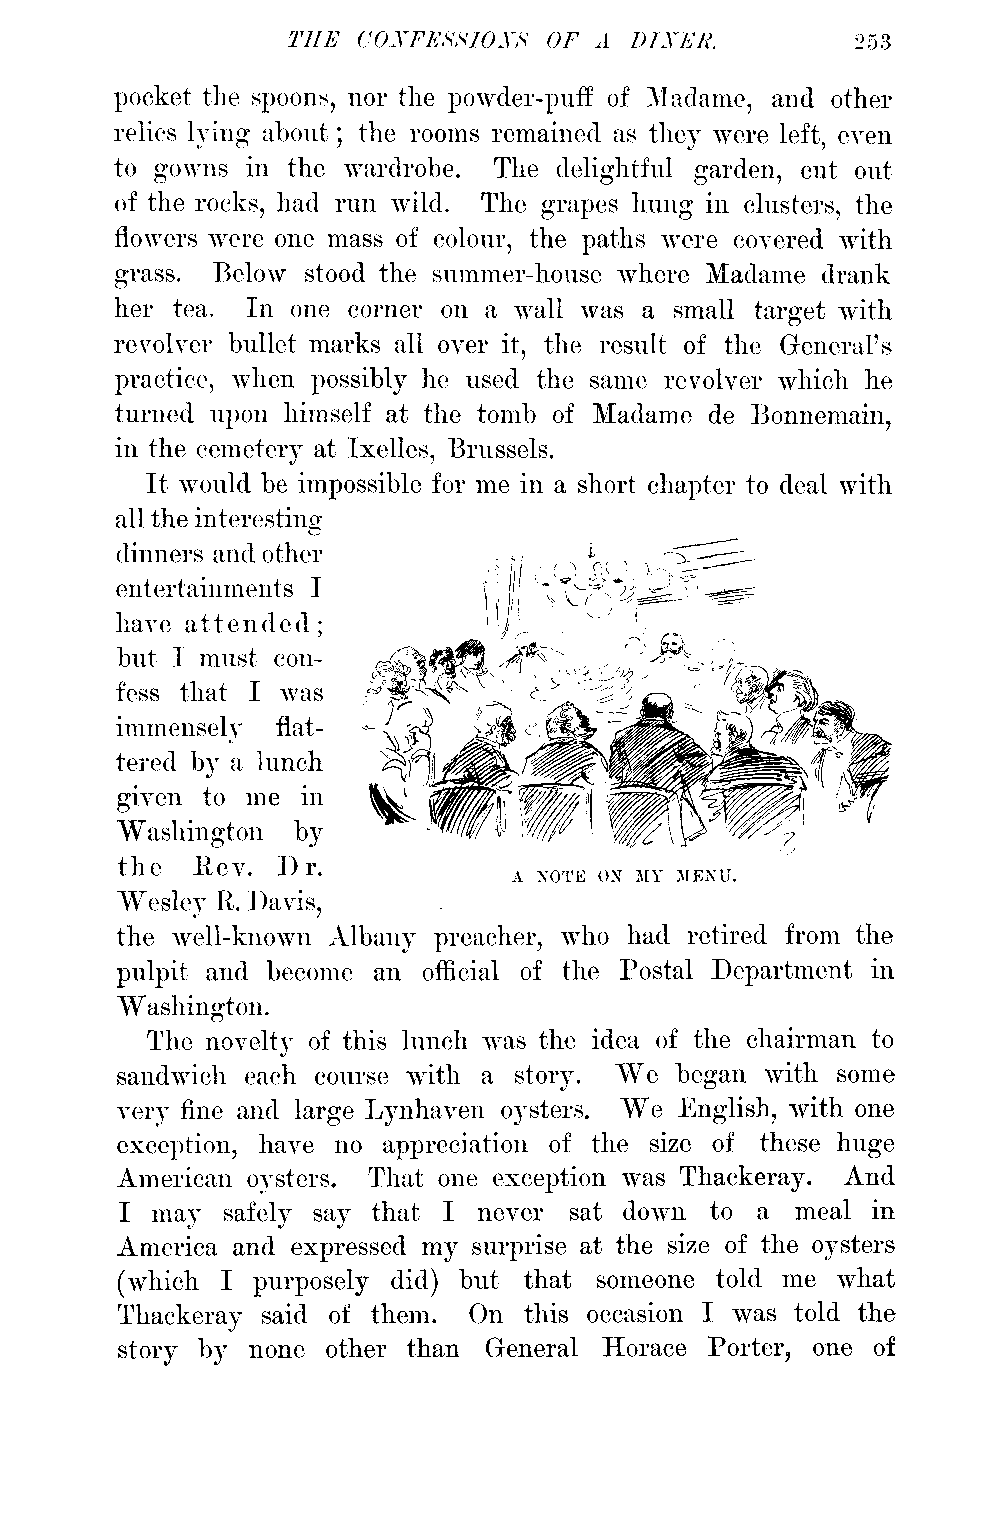 THE CONFESSIONS OF A DINER. 253
pocket the spoons, nor the powder-puff of Madame, and other
relics lying about; the rooms remained as they were left, even
to gowns in the wardrobe. The delightful garden, cut out
of the rocks, had run wild. The grapes hung in clusters, the
flowers were one mass of colour, the paths were covered with
grass. Below stood the summer-house where Madame drank
her tea. In one corner on a wall was a small target with
revolver bullet marks all over it, the result of the General's
practice, when possibly he used the same revolver which he
turned upon himself at the tomb of Madame de Bonnemain,
in the cemetery at Ixelles, Brussels.
It would be impossible for me in a short chapter to deal with
all the interesting
dinners and other
entertainments I
have attended;
but I must con-
fess that I was
immensely flat-
tered by a lunch
given to me in
Washington by
the Rev. Dr.
Wesley R. Davis,
A NOTE ON MY MENU.
the well-known Albany preacher, who had retired from the
pulpit and become an official of the Postal Department in
Washington.
The novelty of this lunch was the idea of the chairman to
sandwich each course with a story. We began with some
very fine and large Lynhaven oysters. We English, with one
exception, have no appreciation of the size of these huge
American oysters. That one exception was Thackeray. And
I may safely say that I never sat down to a meal in
America and expressed my surprise at the size of the oysters
(which I purposely did) but that someone told me what
Thackeray said of them. On this occasion I was told the
story by none other than General Horace Porter, one of